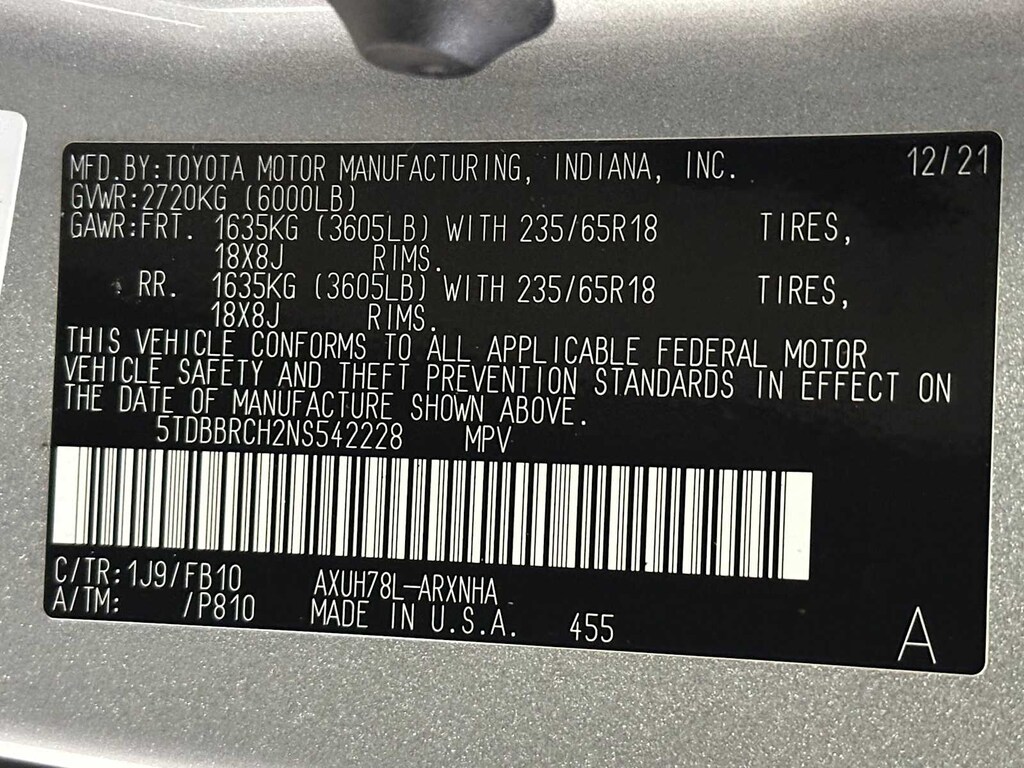 MFD.BY:TOYOTA MOTOR MANUFACTURING, INDIANA, INC. 12/21
GVWR:2720KG (6000LB)
GAWR:FRT. 1635KG (3605LB) WITH 235/65R18 TIRES,
18X8J RIMS.
RR. 1635KG (3605LB) WITH 235/65R18 TIRES,
18X8J RIMS.
THIS VEHICLE CONFORMS TO ALL APPLICABLE FEDERAL MOTOR
VEHICLE SAFETY AND THEFT PREVENTION STANDARDS IN EFFECT ON
THE DATE OF MANUFACTURE SHOWN ABOVE.
5TDBBRCH2NS542228 MPV
C/TR:1J9/FB10 AXUH78L-ARXNHA
A/TM: /P810 MADE IN U.S.A. 455 A